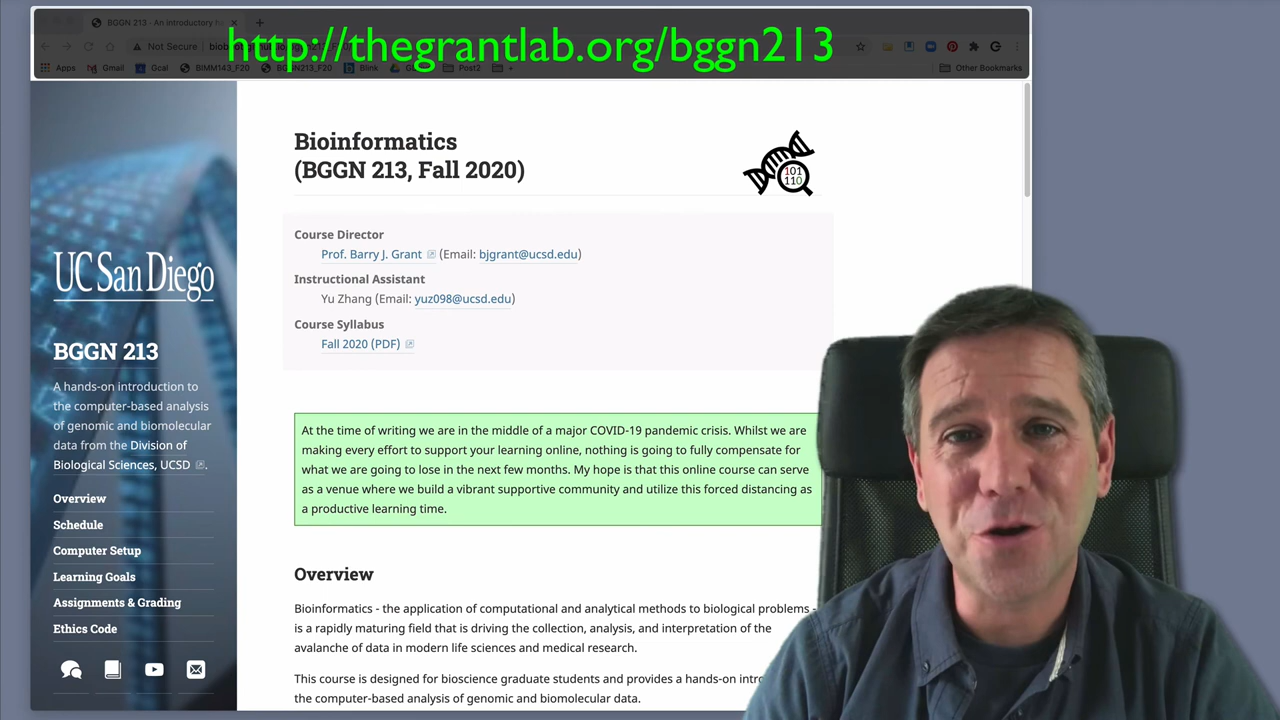 BGGN 213 - An introductory h
http://thegrantlab.org/bggn213
Not Secure
Apps Gmail Gcal BIMM143_F20 BGGN213_F20 Blink Post2 Other Bookmarks
UC San Diego
BGGN 213
A hands-on introduction to
the computer-based analysis
of genomic and biomolecular
data from the Division of
Biological Sciences, UCSD .
Overview
Schedule
Computer Setup
Learning Goals
Assignments & Grading
Ethics Code
Bioinformatics
(BGGN 213, Fall 2020)
101
110
Course Director
Prof. Barry J. Grant (Email: bjgrant@ucsd.edu)
Instructional Assistant
Yu Zhang (Email: yuz098@ucsd.edu)
Course Syllabus
Fall 2020 (PDF)
At the time of writing we are in the middle of a major COVID-19 pandemic crisis. Whilst we are
making every effort to support your learning online, nothing is going to fully compensate for
what we are going to lose in the next few months. My hope is that this online course can serve
as a venue where we build a vibrant supportive community and utilize this forced distancing as
a productive learning time.
Overview
Bioinformatics - the application of computational and analytical methods to biological problems -
is a rapidly maturing field that is driving the collection, analysis, and interpretation of the
avalanche of data in modern life sciences and medical research.
This course is designed for bioscience graduate students and provides a hands-on
the computer-based analysis of genomic and biomolecular data.